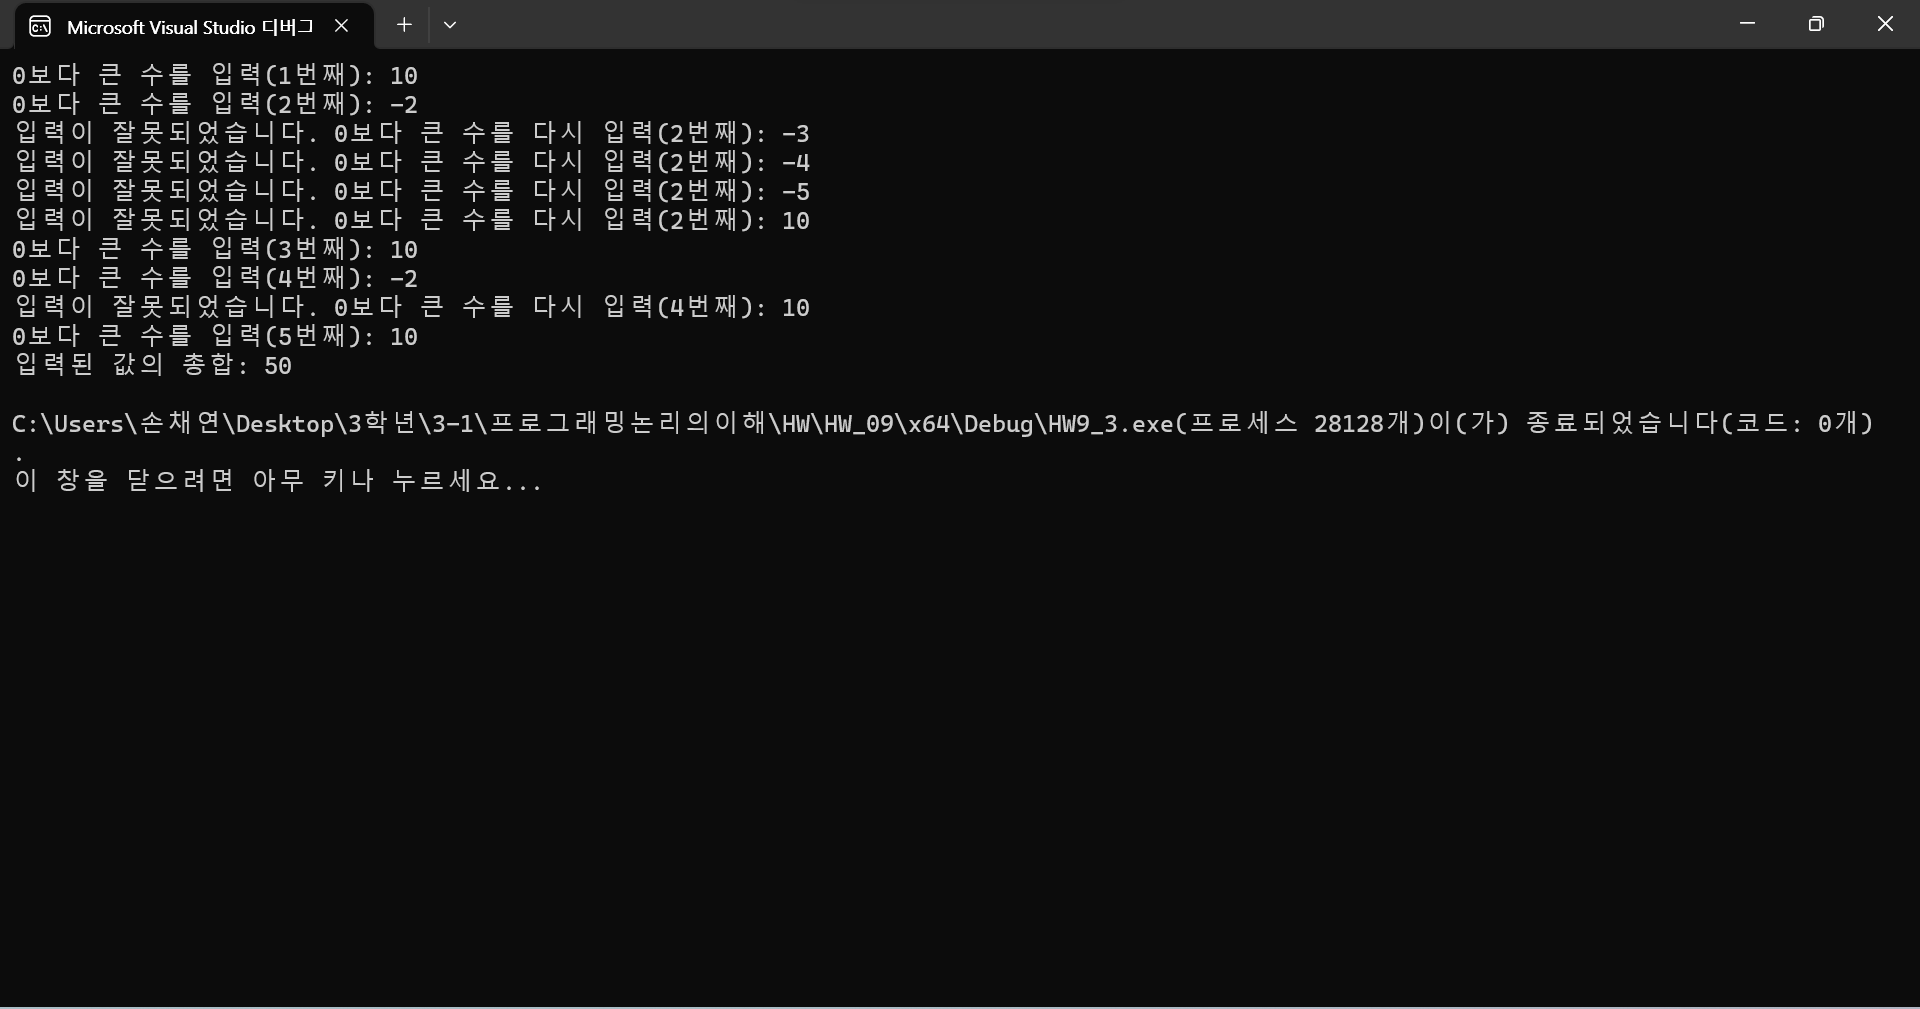 Microsoft Visual Studio 디버그
0보다 큰 수를 입력(1번째): 10
0보다 큰 수를 입력(2번째): -2
입력이 잘못되었습니다. 0보다 큰 수를 다시 입력(2번째): -3
입력이 잘못되었습니다. 0보다 큰 수를 다시 입력(2번째): -4
입력이 잘못되었습니다. 0보다 큰 수를 다시 입력(2번째): -5
입력이 잘못되었습니다. 0보다 큰 수를 다시 입력(2번째): 10
0보다 큰 수를 입력(3번째): 10
0보다 큰 수를 입력(4번째): -2
입력이 잘못되었습니다. 0보다 큰 수를 다시 입력(4번째): 10
0보다 큰 수를 입력(5번째): 10
입력된 값의 총합: 50
C:\Users\손채연\Desktop\3학년\3-1\프로그래밍논리의이해\HW\HW_09\x64\Debug\HW9_3.exe(프로세스 28128개)이(가) 종료되었습니다(코드: 0개)
.
이 창을 닫으려면 아무 키나 누르세요...